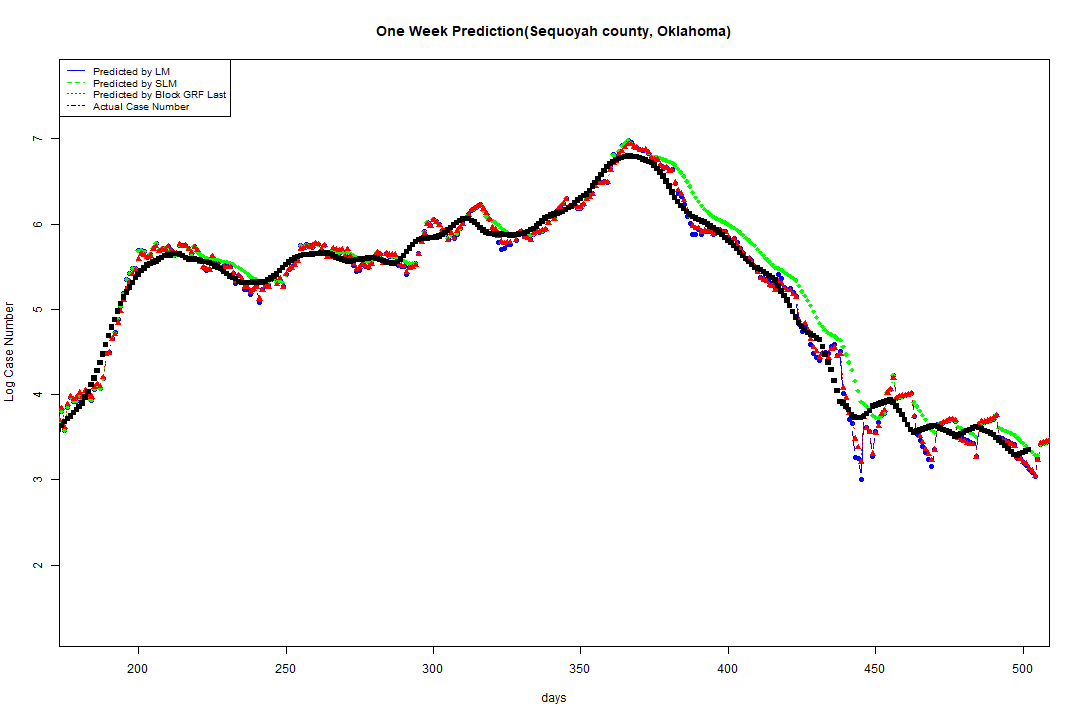 One Week Prediction(Sequoyah county, Oklahoma)
Predicted by LM
Predicted by SLM
Predicted by Block GRF Last
Actual Case Number
7
6
5
4
3
2
Log Case Number
200 250 300 350 400 450 500
days